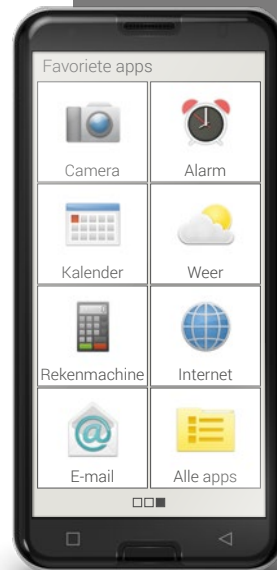 Favoriete apps
Camera
Alarm
Kalender
Weer
Rekenmachine
Internet
E-mail
Alle apps